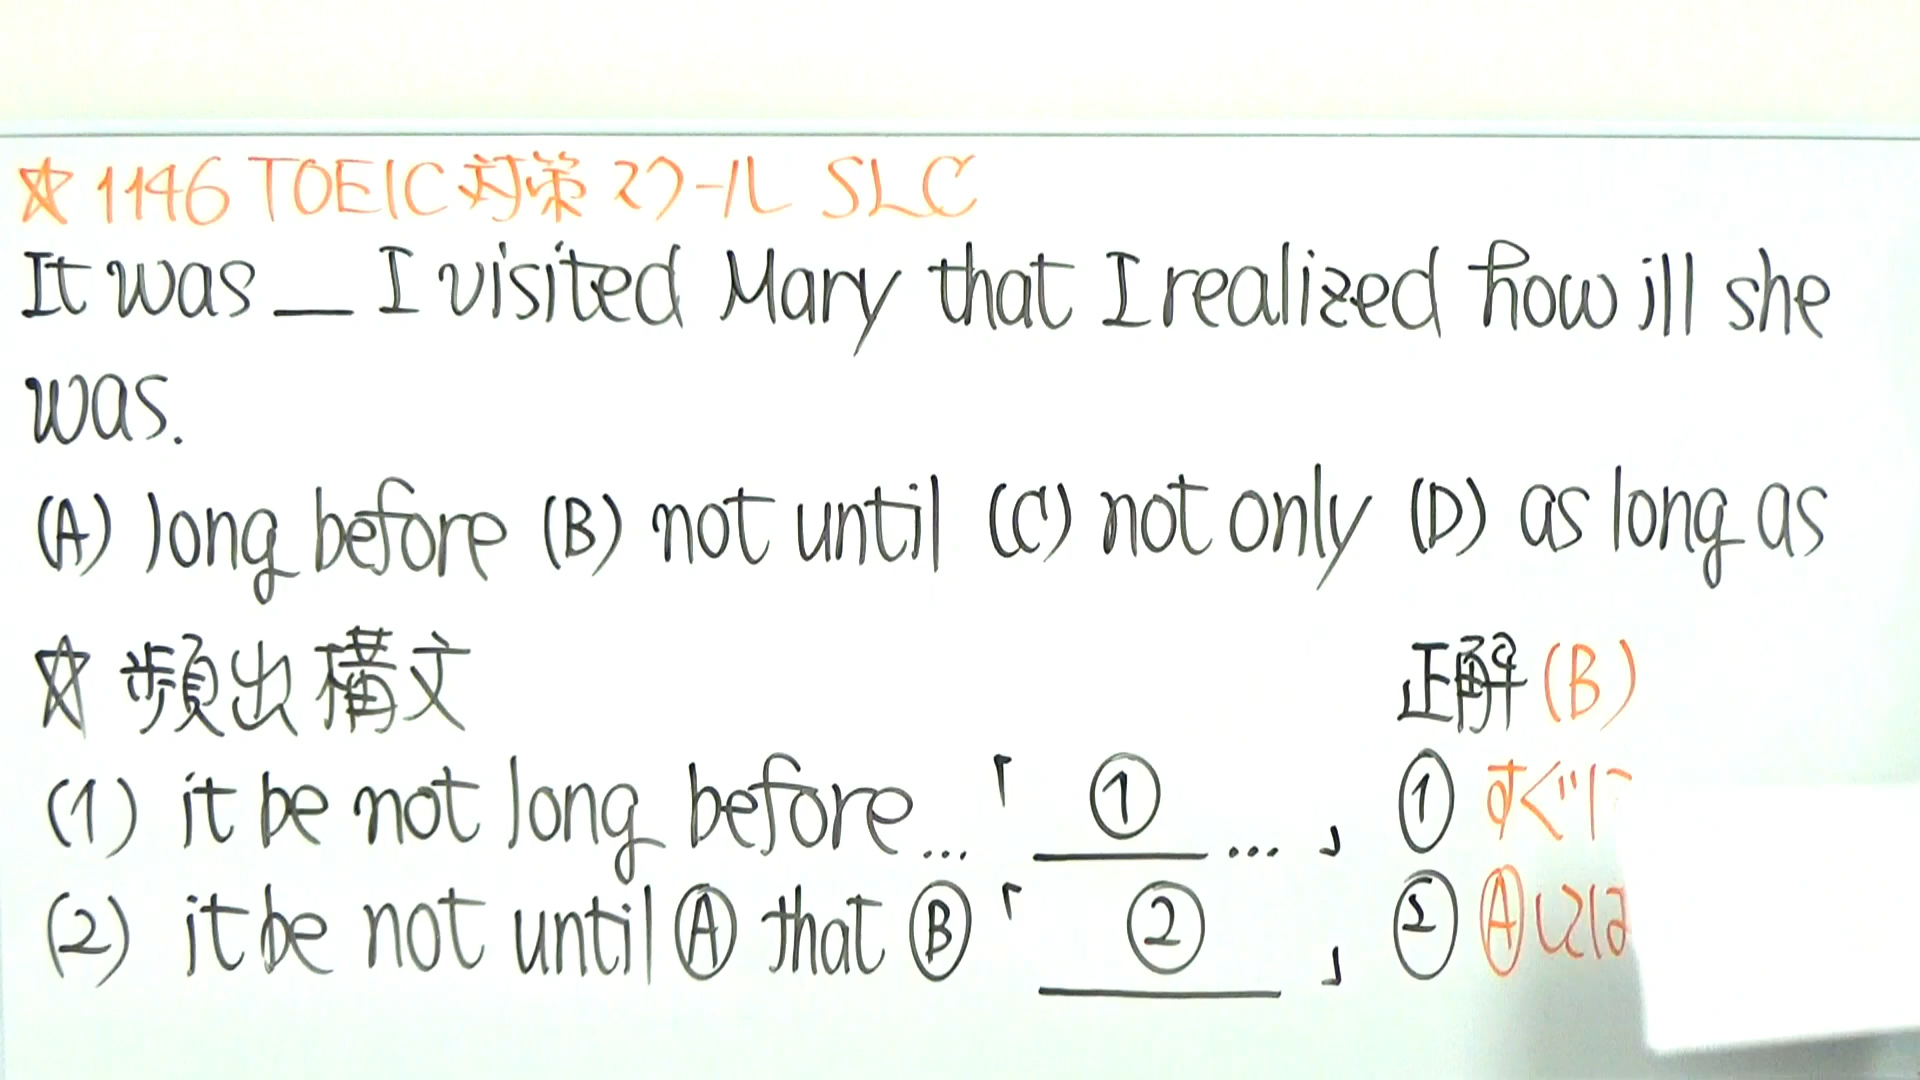 ☆1146 TOEIC対策スクール SLC
It was __ I visited Mary that I realized how ill she
was.
(A) long before (B) not until (C) not only (D) as long as
☆ 頻出構文 正解 (B)
(1) it be not long before... 「 ① ... 」 ① すぐに
(2) it be not until Ⓐ that Ⓑ 「 ② 」 ② Ⓐしては